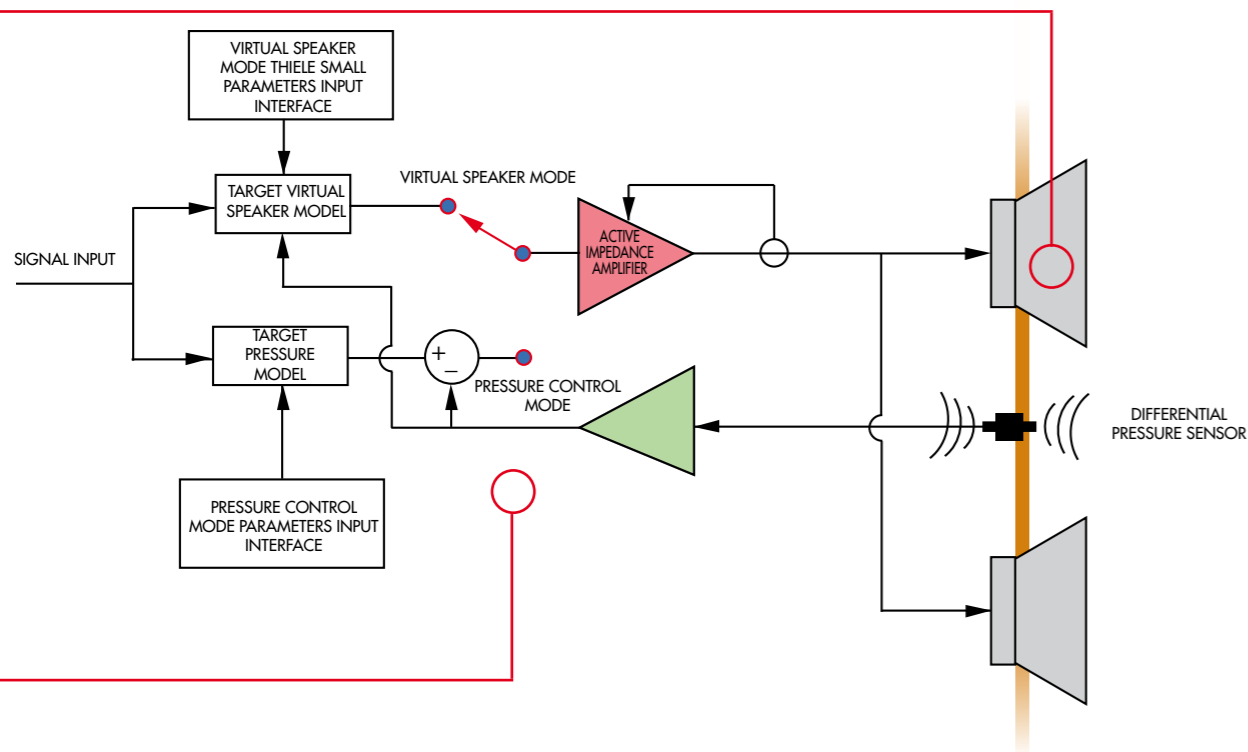 VIRTUAL SPEAKER
MODE THIELE SMALL
PARAMETERS INPUT
INTERFACE
TARGET VIRTUAL
SPEAKER MODEL
VIRTUAL SPEAKER MODE
ACTIVE
IMPEDANCE
AMPLIFIER
SIGNAL INPUT
TARGET
PRESSURE
MODEL
+
–
PRESSURE CONTROL
MODE
DIFFERENTIAL
PRESSURE SENSOR
PRESSURE CONTROL
MODE PARAMETERS INPUT
INTERFACE